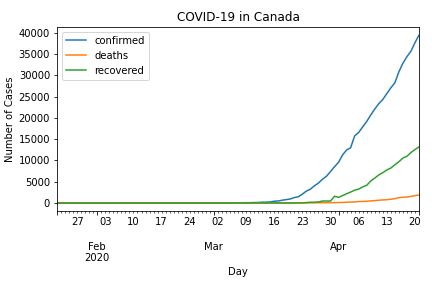 COVID-19 in Canada
confirmed
deaths
recovered
Number of Cases
40000
35000
30000
25000
20000
15000
10000
5000
0
27 03 10 17 24 02 09 16 23 30 06 13 20
Feb Mar Apr
2020
Day